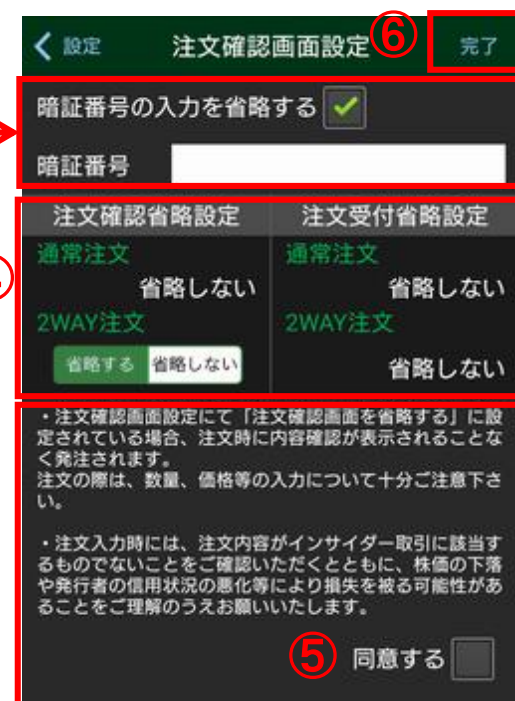 設定 注文確認画面設定 ⑥ 完了
暗証番号の入力を省略する
暗証番号
注文確認省略設定 注文受付省略設定
通常注文 通常注文
省略しない 省略しない
2WAY注文 2WAY注文
省略する 省略しない 省略しない
・注文確認画面設定にて「注文確認画面を省略する」に設
定されている場合、注文時に内容確認が表示されることな
く発注されます。
注文の際は、数量、価格等の入力について十分ご注意下さ
い。
・注文入力時には、注文内容がインサイダー取引に該当す
るものでないことをご確認いただくとともに、株価の下落
や発行者の信用状況の悪化等により損失を被る可能性があ
ることをご理解のうえお願いいたします。
⑤ 同意する